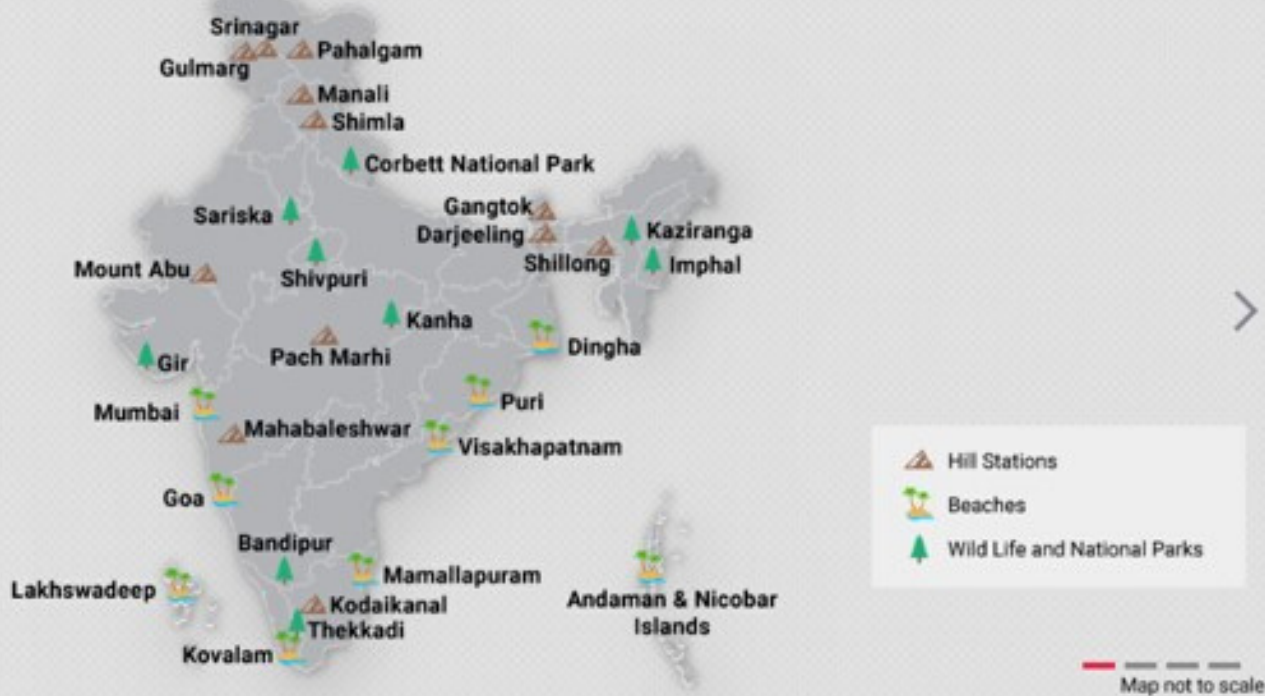 Srinagar
Pahalgam
Gulmarg
Manali
Shimla
Corbett National Park
Sariska
Gangtok
Darjeeling
Kaziranga
Shillong
Imphal
Mount Abu
Shivpuri
Kanha
Pach Marhi
Dingha
Gir
Puri
Mumbai
Mahabaleshwar
Visakhapatnam
Goa
Hill Stations
Beaches
Wild Life and National Parks
Bandipur
Mamallapuram
Lakhswadeep
Kodaikanal
Thekkadi
Kovalam
Andaman & Nicobar
Islands
Map not to scale